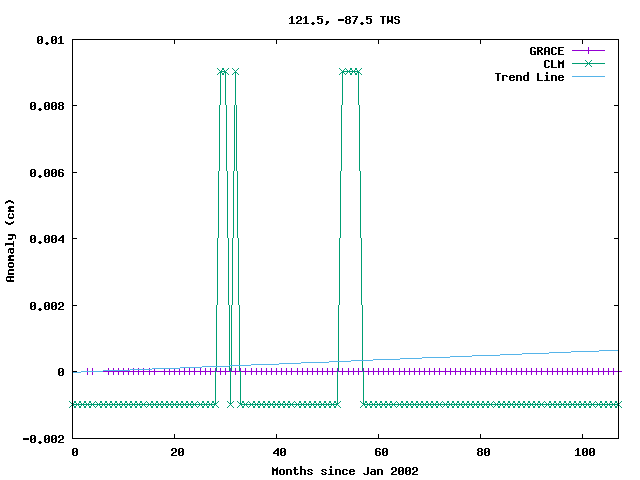 121.5, -87.5 TWS
0.01
0.008
0.006
0.004
0.002
0
-0.002
Anomaly (cm)
GRACE
CLM
Trend Line
0 20 40 60 80 100
Months since Jan 2002